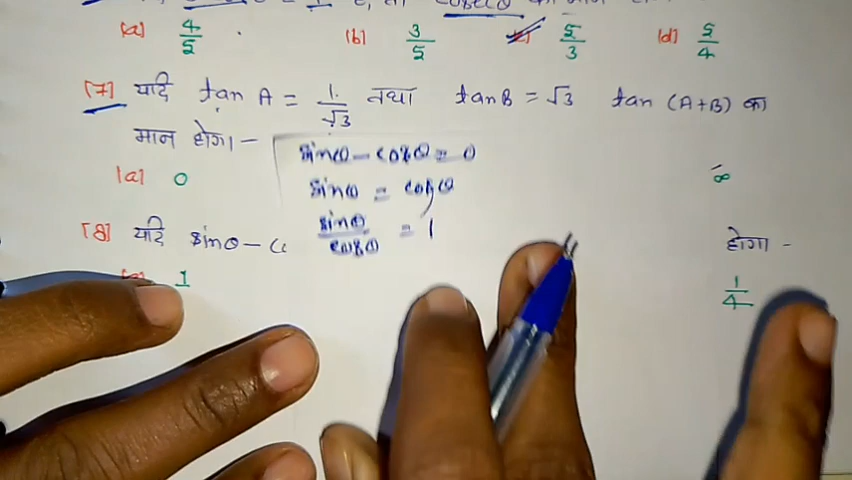 cosecθ का मान
(a) 4/5 (b) 3/5 (c) 5/3 (d) 5/4
(7) यदि tan A = 1/√3 तथा tan B = √3 tan (A+B) का
मान होगा-
sinθ - cosθ = 0
(a) 0 ∞
sinθ = cosθ
(8) यदि sinθ - c होगा -
sinθ/cosθ = 1
(a) 1 1/4